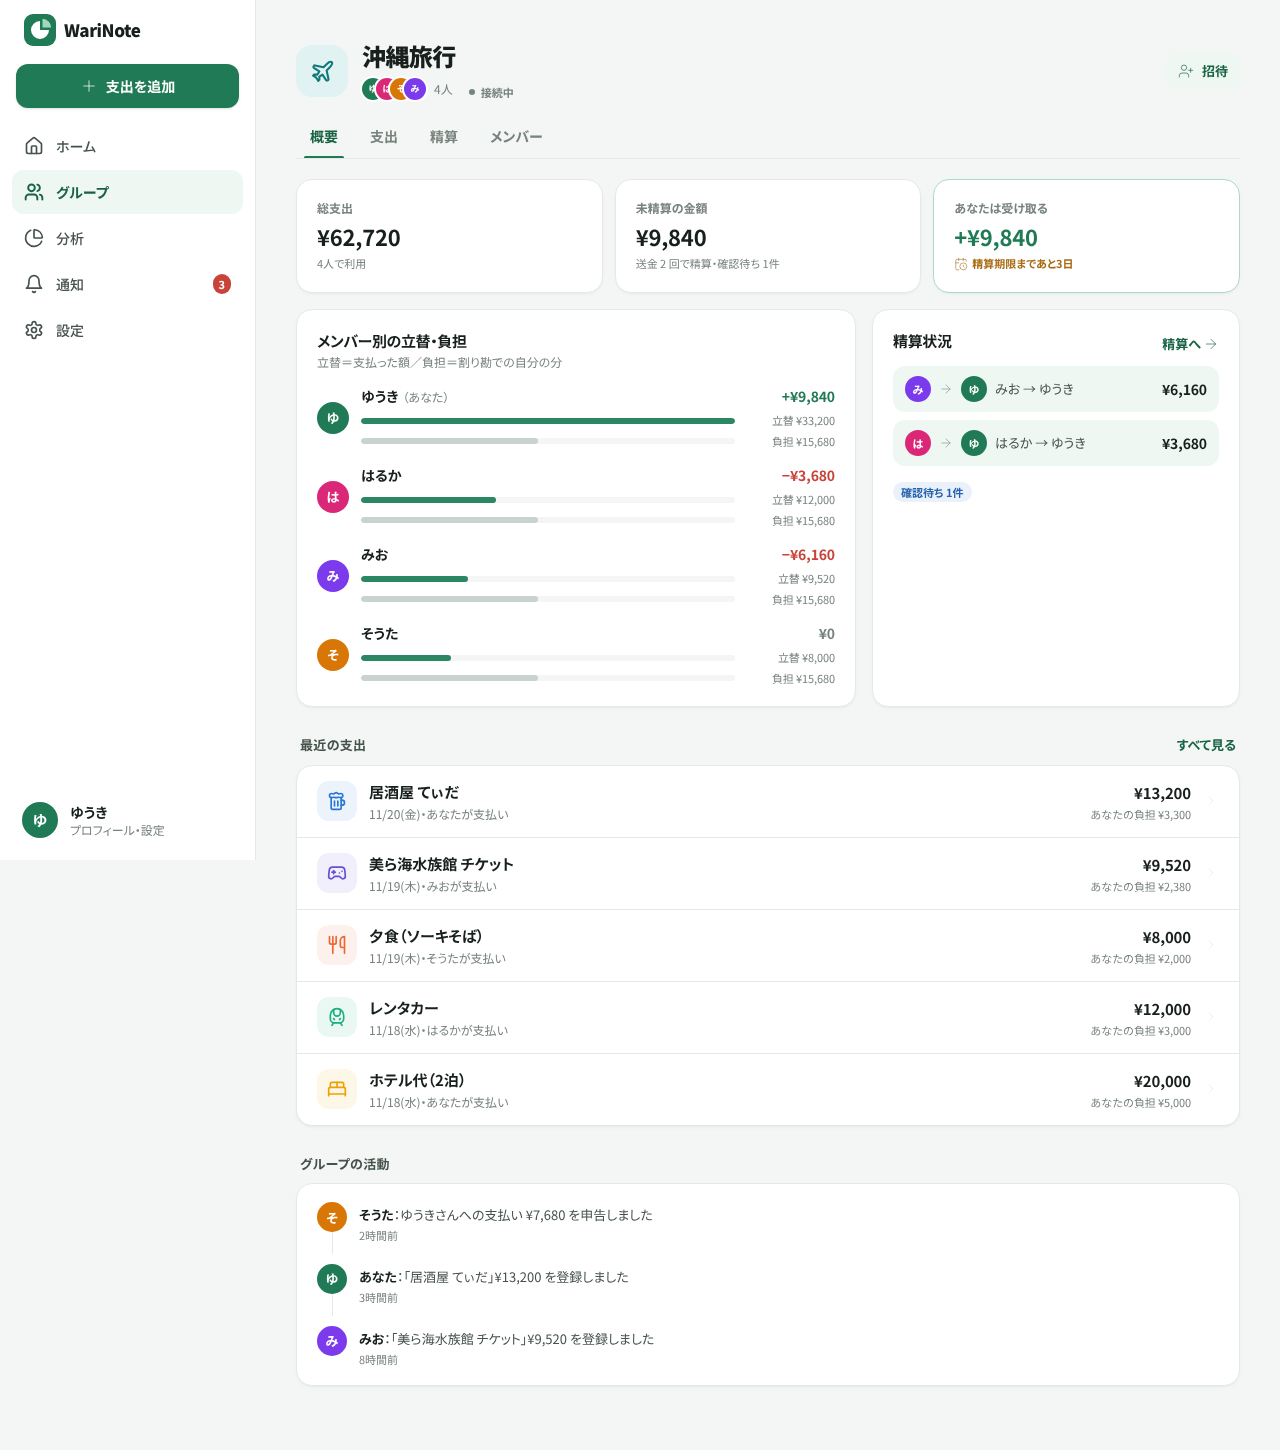 WariNote
支出を追加
ホーム
グループ
分析
通知
3
設定
ゆ
ゆうき
プロフィール・設定
沖縄旅行
ゆ
み
4人
接続中
招待
概要
支出
精算
メンバー
総支出
¥62,720
4人で利用
未精算の金額
¥9,840
送金 2 回で精算・確認待ち 1件
あなたは受け取る
+¥9,840
精算期限まであと3日
メンバー別の立替・負担
立替＝支払った額／負担＝割り勘での自分の分
ゆ
ゆうき（あなた）
+¥9,840
立替 ¥33,200
負担 ¥15,680
は
はるか
−¥3,680
立替 ¥12,000
負担 ¥15,680
み
みお
−¥6,160
立替 ¥9,520
負担 ¥15,680
そ
そうた
¥0
立替 ¥8,000
負担 ¥15,680
精算状況
精算へ →
み → ゆ みお → ゆうき ¥6,160
は → ゆ はるか → ゆうき ¥3,680
確認待ち 1件
最近の支出
すべて見る
居酒屋 てぃだ
11/20(金)・あなたが支払い
¥13,200
あなたの負担 ¥3,300
美ら海水族館 チケット
11/19(木)・みおが支払い
¥9,520
あなたの負担 ¥2,380
夕食（ソーキそば）
11/19(木)・そうたが支払い
¥8,000
あなたの負担 ¥2,000
レンタカー
11/18(水)・はるかが支払い
¥12,000
あなたの負担 ¥3,000
ホテル代（2泊）
11/18(水)・あなたが支払い
¥20,000
あなたの負担 ¥5,000
グループの活動
そ
そうた：ゆうきさんへの支払い ¥7,680 を申告しました
2時間前
ゆ
あなた：「居酒屋 てぃだ」¥13,200 を登録しました
3時間前
み
みお：「美ら海水族館 チケット」¥9,520 を登録しました
8時間前